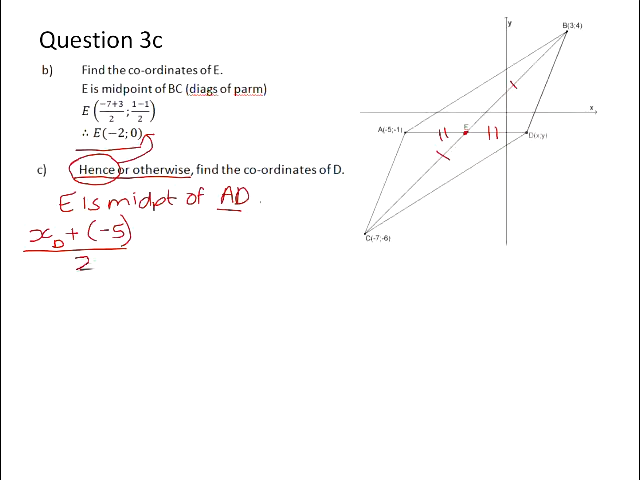 Question 3c
b) Find the co-ordinates of E.
E is midpoint of BC (diags of parm)
E(−7+3/2 ; 1−1/2)
∴ E(−2; 0)
c) Hence or otherwise, find the co-ordinates of D.
E is midpt of AD.
x_D + (-5)
2
y
B(3;4)
x
A(-5;-1)
E
D(x;y)
C(-7;-6)